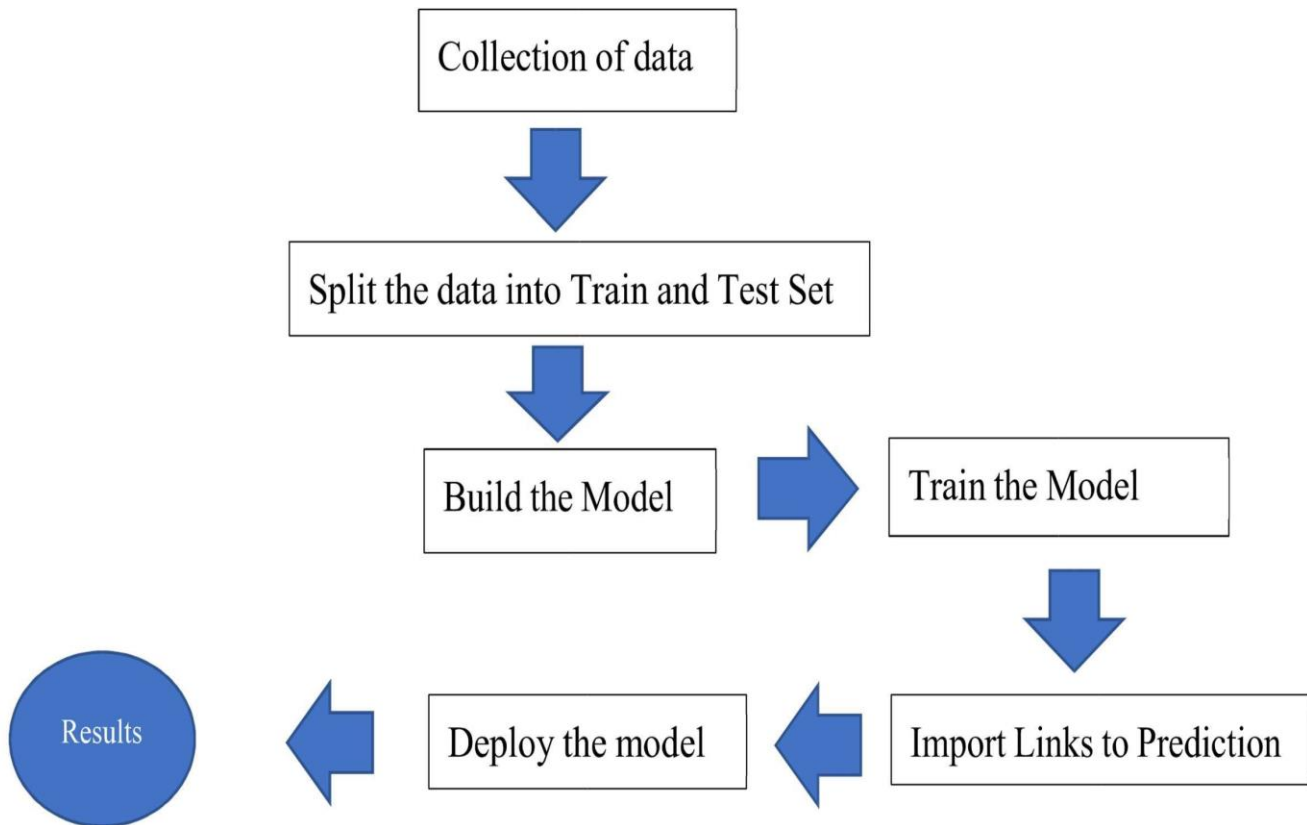 Collection of data
Split the data into Train and Test Set
Build the Model
Train the Model
Import Links to Prediction
Deploy the model
Results